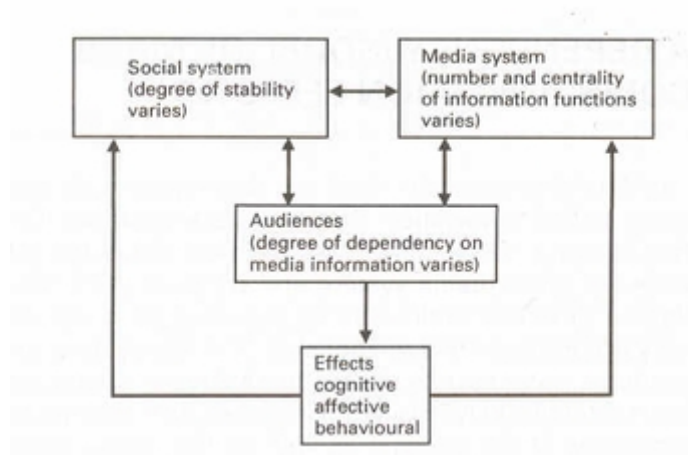 Social system
(degree of stability
varies)
Media system
(number and centrality
of information functions
varies)
Audiences
(degree of dependency on
media information varies)
Effects
cognitive
affective
behavioural